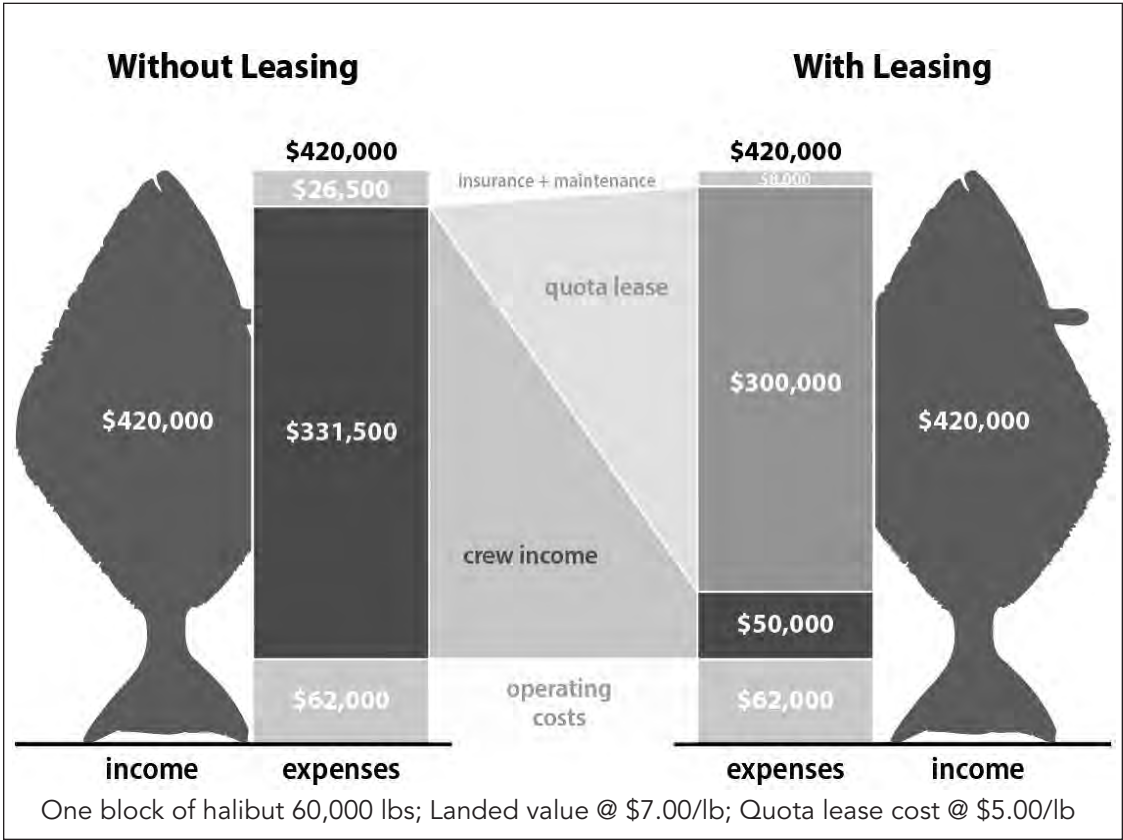 Without Leasing
With Leasing
$420,000
$420,000
$26,500
insurance + maintenance
$8,000
quota lease
$300,000
$420,000
$331,500
$420,000
crew income
$50,000
$62,000
operating
costs
$62,000
income
expenses
expenses
income
One block of halibut 60,000 lbs; Landed value @ $7.00/lb; Quota lease cost @ $5.00/lb